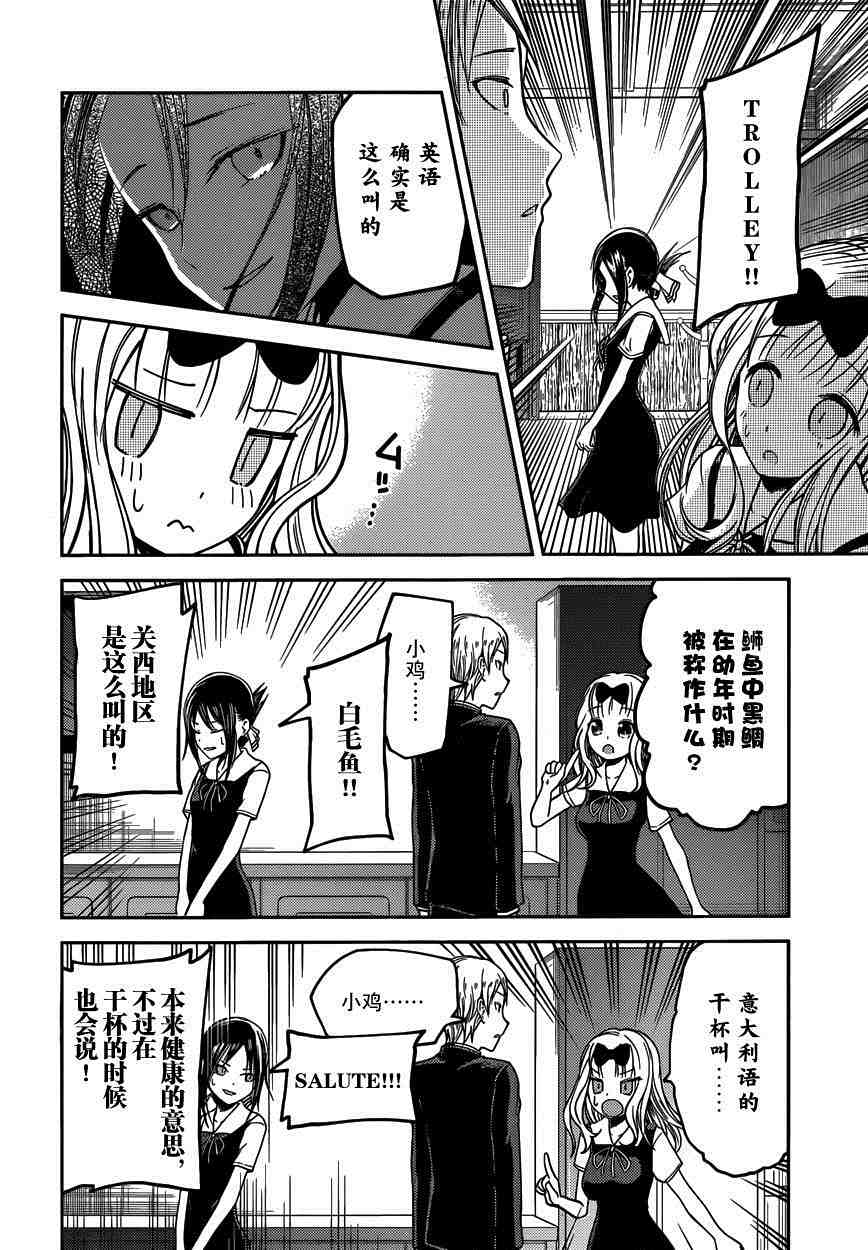 TROLLEY!!
英语
确实是
这么叫的
鰤鱼中黑鲷
在幼年时期
被称作什么?
小鸡……
白毛鱼!!
关西地区
是这么叫的!
意大利语的
干杯叫……
小鸡……
SALUTE!!!
本来健康的意思,
不过在
干杯的时候
也会说!